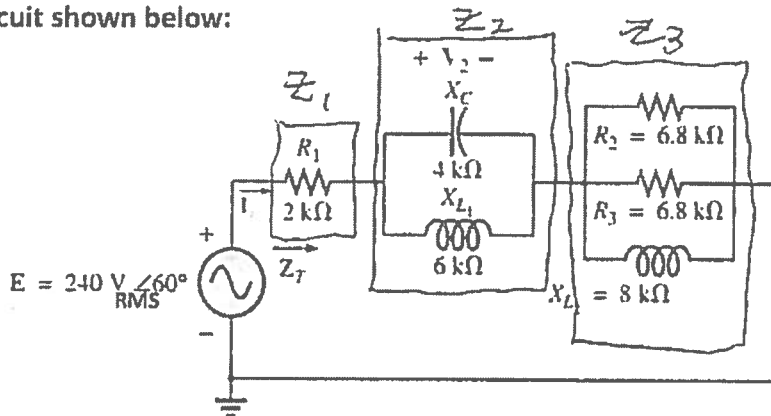 cuit shown below:
Z1
Z2
Z3
+ V2 −
XC
4 kΩ
XL1
6 kΩ
R1
2 kΩ
I
ZT
R2 = 6.8 kΩ
R3 = 6.8 kΩ
XL = 8 kΩ
+
E = 240 V ∠60°
RMS
−